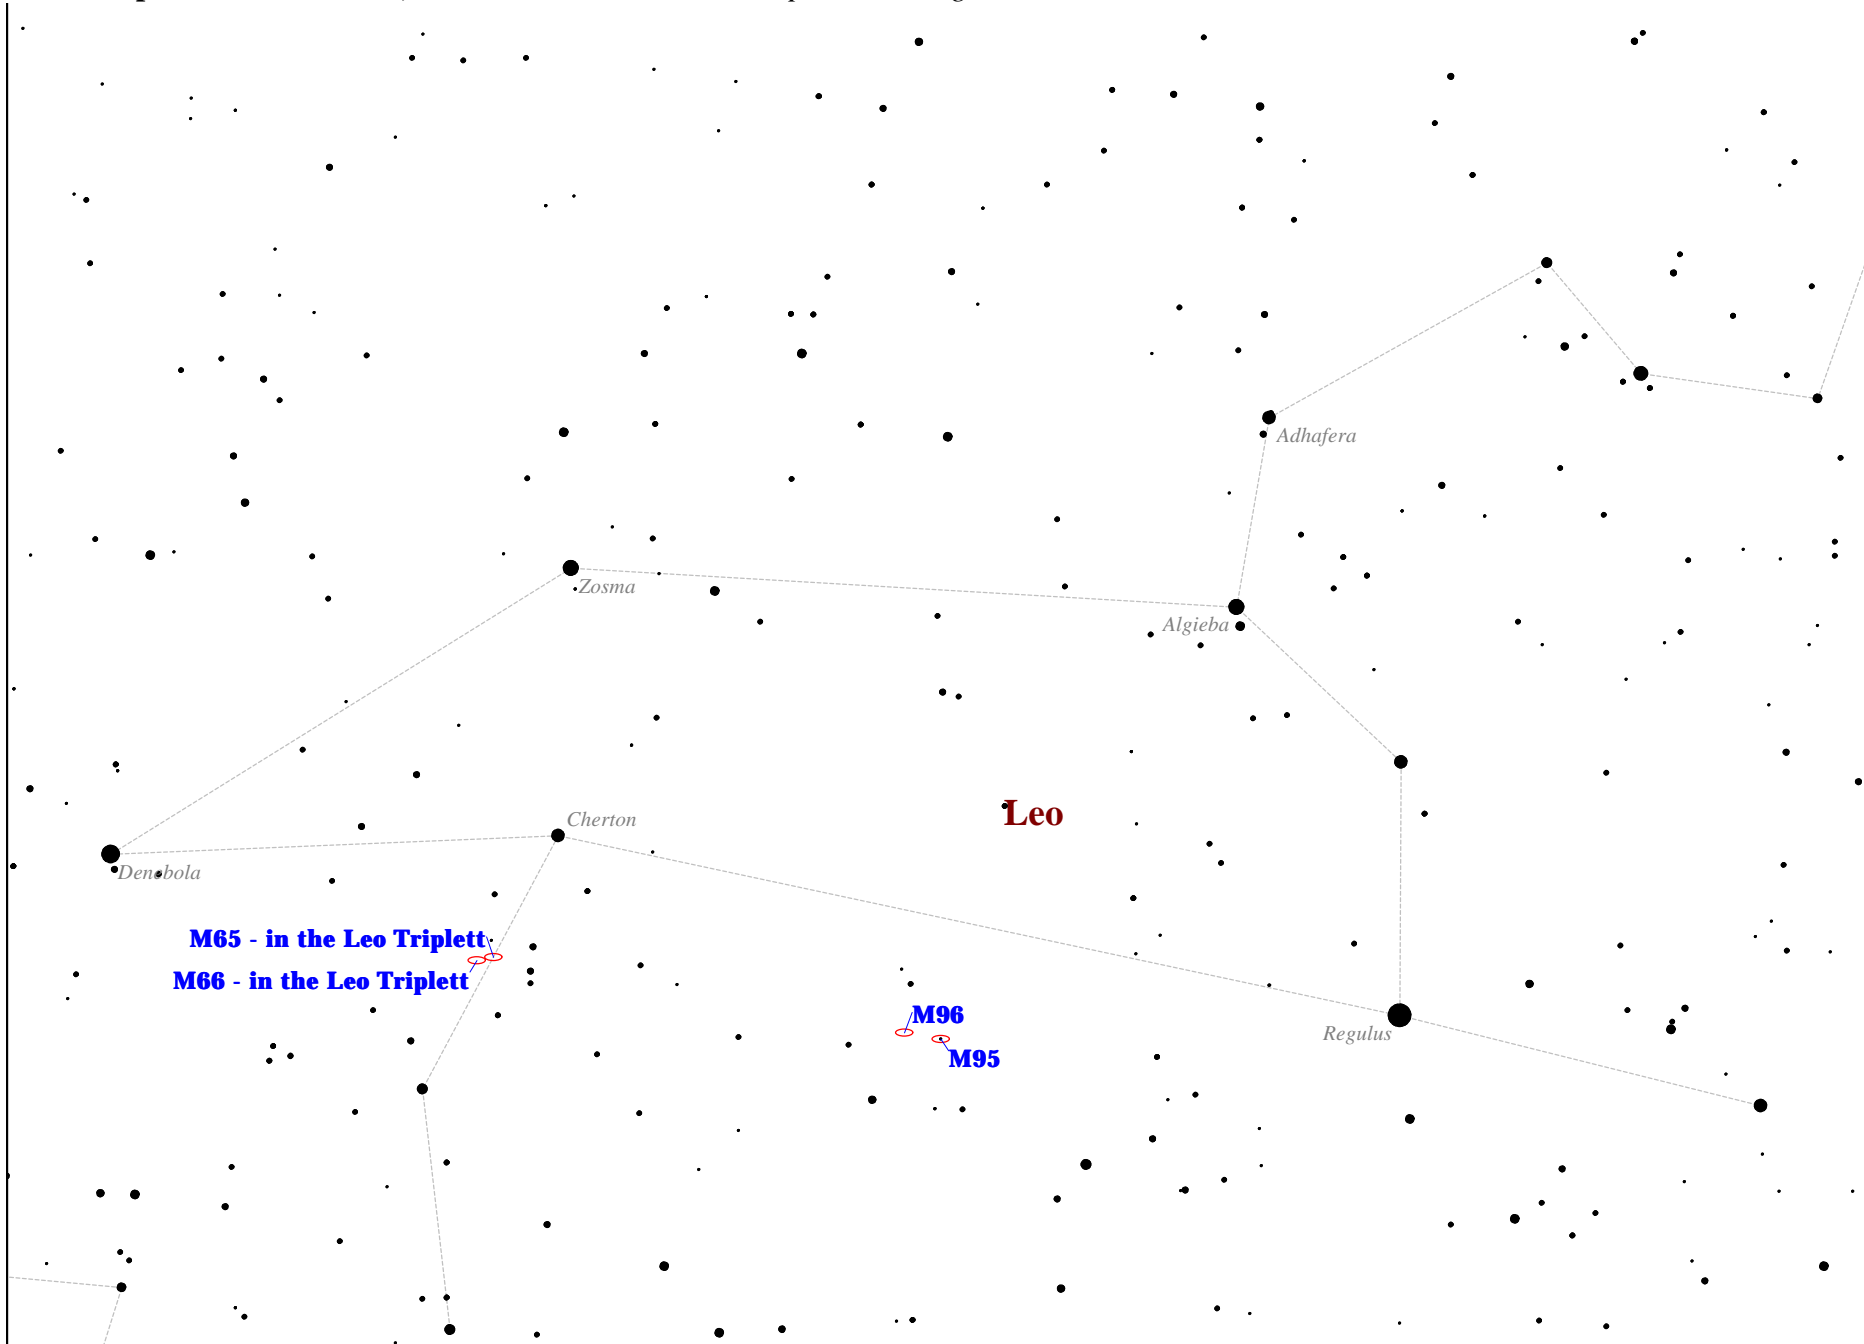 Adhafera
Zosma
Algieba
Leo
Cherton
Denebola
M65 - in the Leo Triplett
M66 - in the Leo Triplett
M96
Regulus
M95